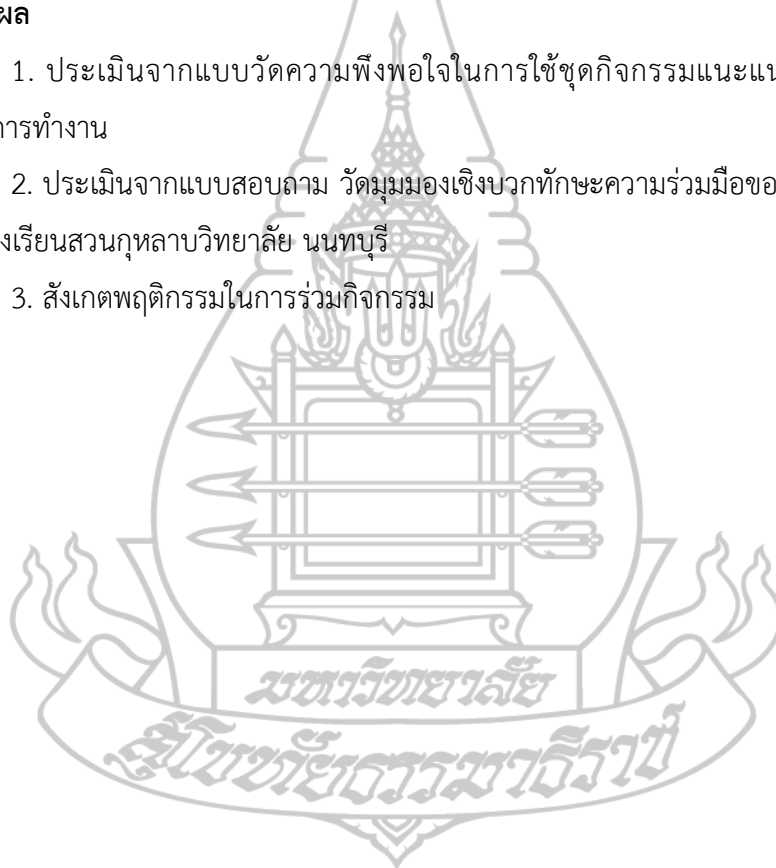 ผล
1. ประเมินจากแบบวัดความพึงพอใจในการใช้ชุดกิจกรรมแนะแน
การทำงาน
2. ประเมินจากแบบสอบถาม วัดมุมมองเชิงบวกทักษะความร่วมมือขอ
งเรียนสวนกุหลาบวิทยาลัย นนทบุรี
3. สังเกตพฤติกรรมในการร่วมกิจกรรม
มหาวิทยาลัย
สุโขทัยธรรมาธิราช